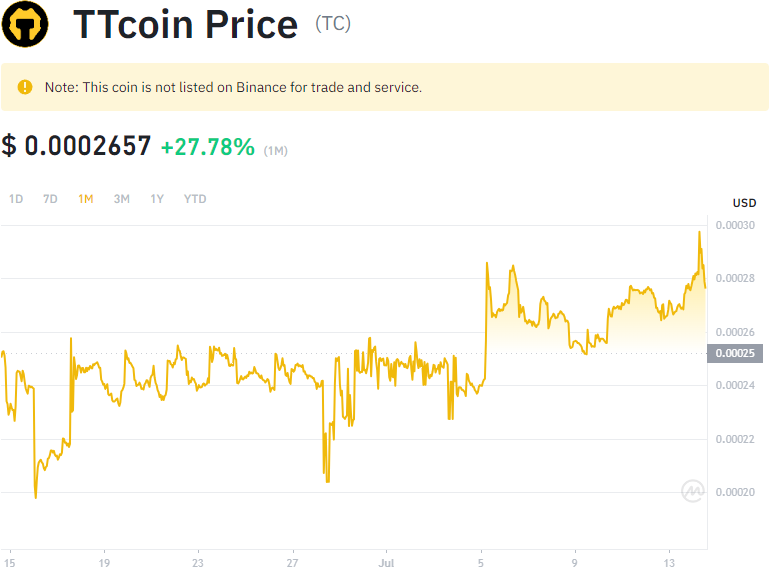 TTcoin Price (TC)
Note: This coin is not listed on Binance for trade and service.
$ 0.0002657 +27.78% (1M)
1D 7D 1M 3M 1Y YTD
USD
0.00030
0.00028
0.00026
0.00025
0.00024
0.00022
0.00020
15 19 23 27 Jul 5 9 13